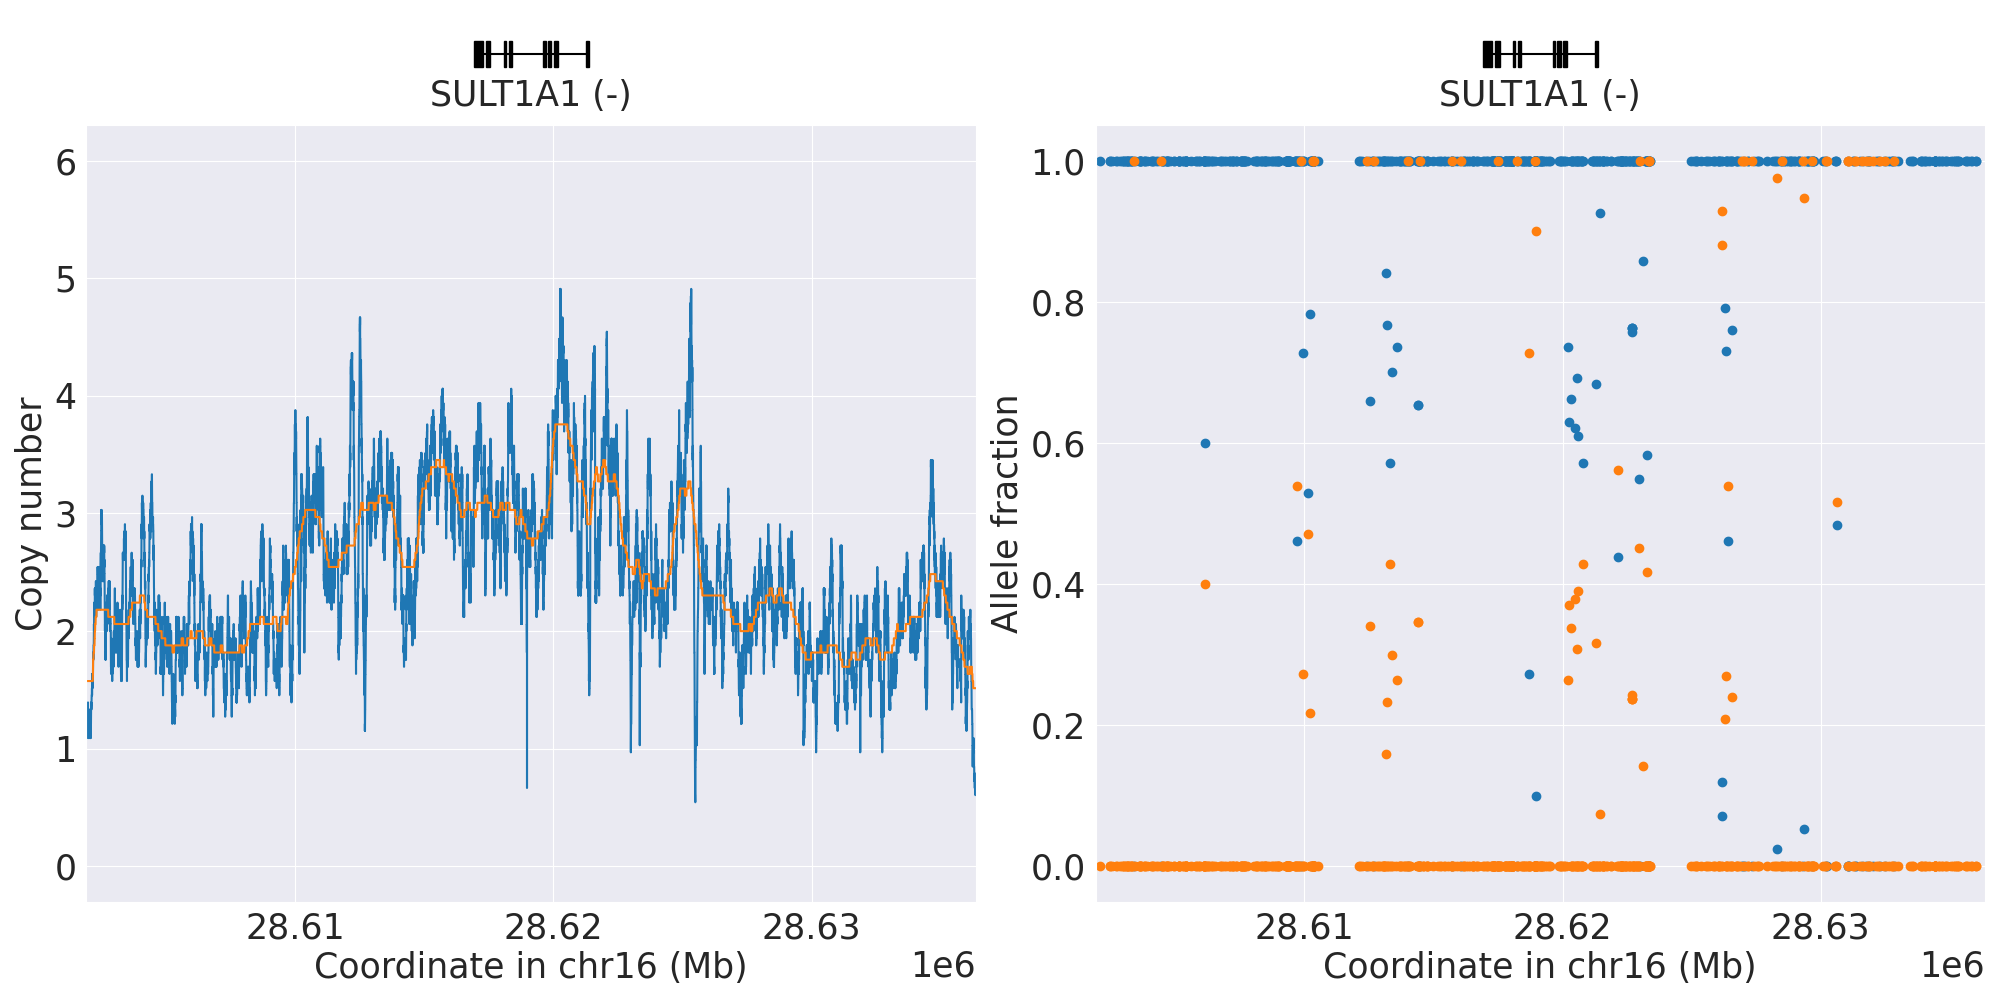 SULT1A1 (-)
6
5
4
3
2
1
0
Copy number
28.61
28.62
28.63
Coordinate in chr16 (Mb)
1e6
SULT1A1 (-)
1.0
0.8
0.6
0.4
0.2
0.0
Allele fraction
28.61
28.62
28.63
Coordinate in chr16 (Mb)
1e6